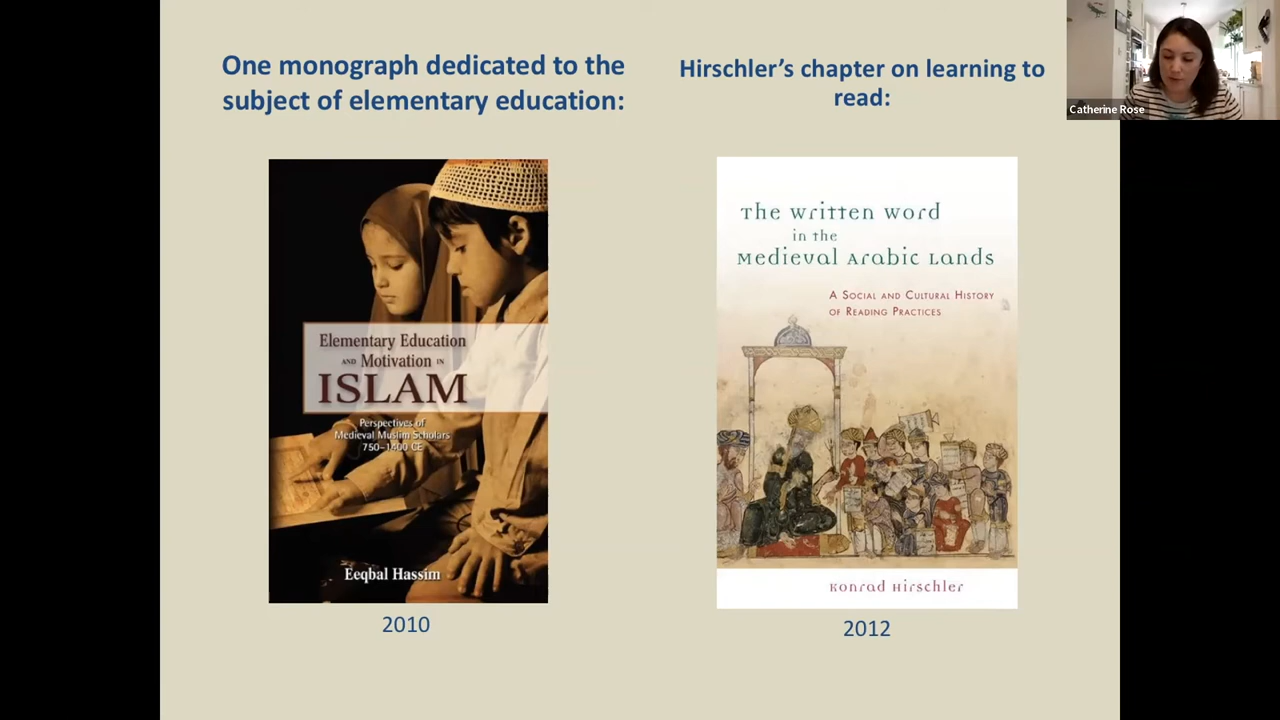 One monograph dedicated to the
subject of elementary education:
Elementary Education
AND Motivation IN
ISLAM
Perspectives of
Medieval Muslim Scholars
750–1400 CE
Eeqbal Hassim
2010
Hirschler's chapter on learning to
read:
The Written Word
in the
Medieval Arabic Lands
A Social and Cultural History
of Reading Practices
Konrad Hirschler
2012
Catherine Rose